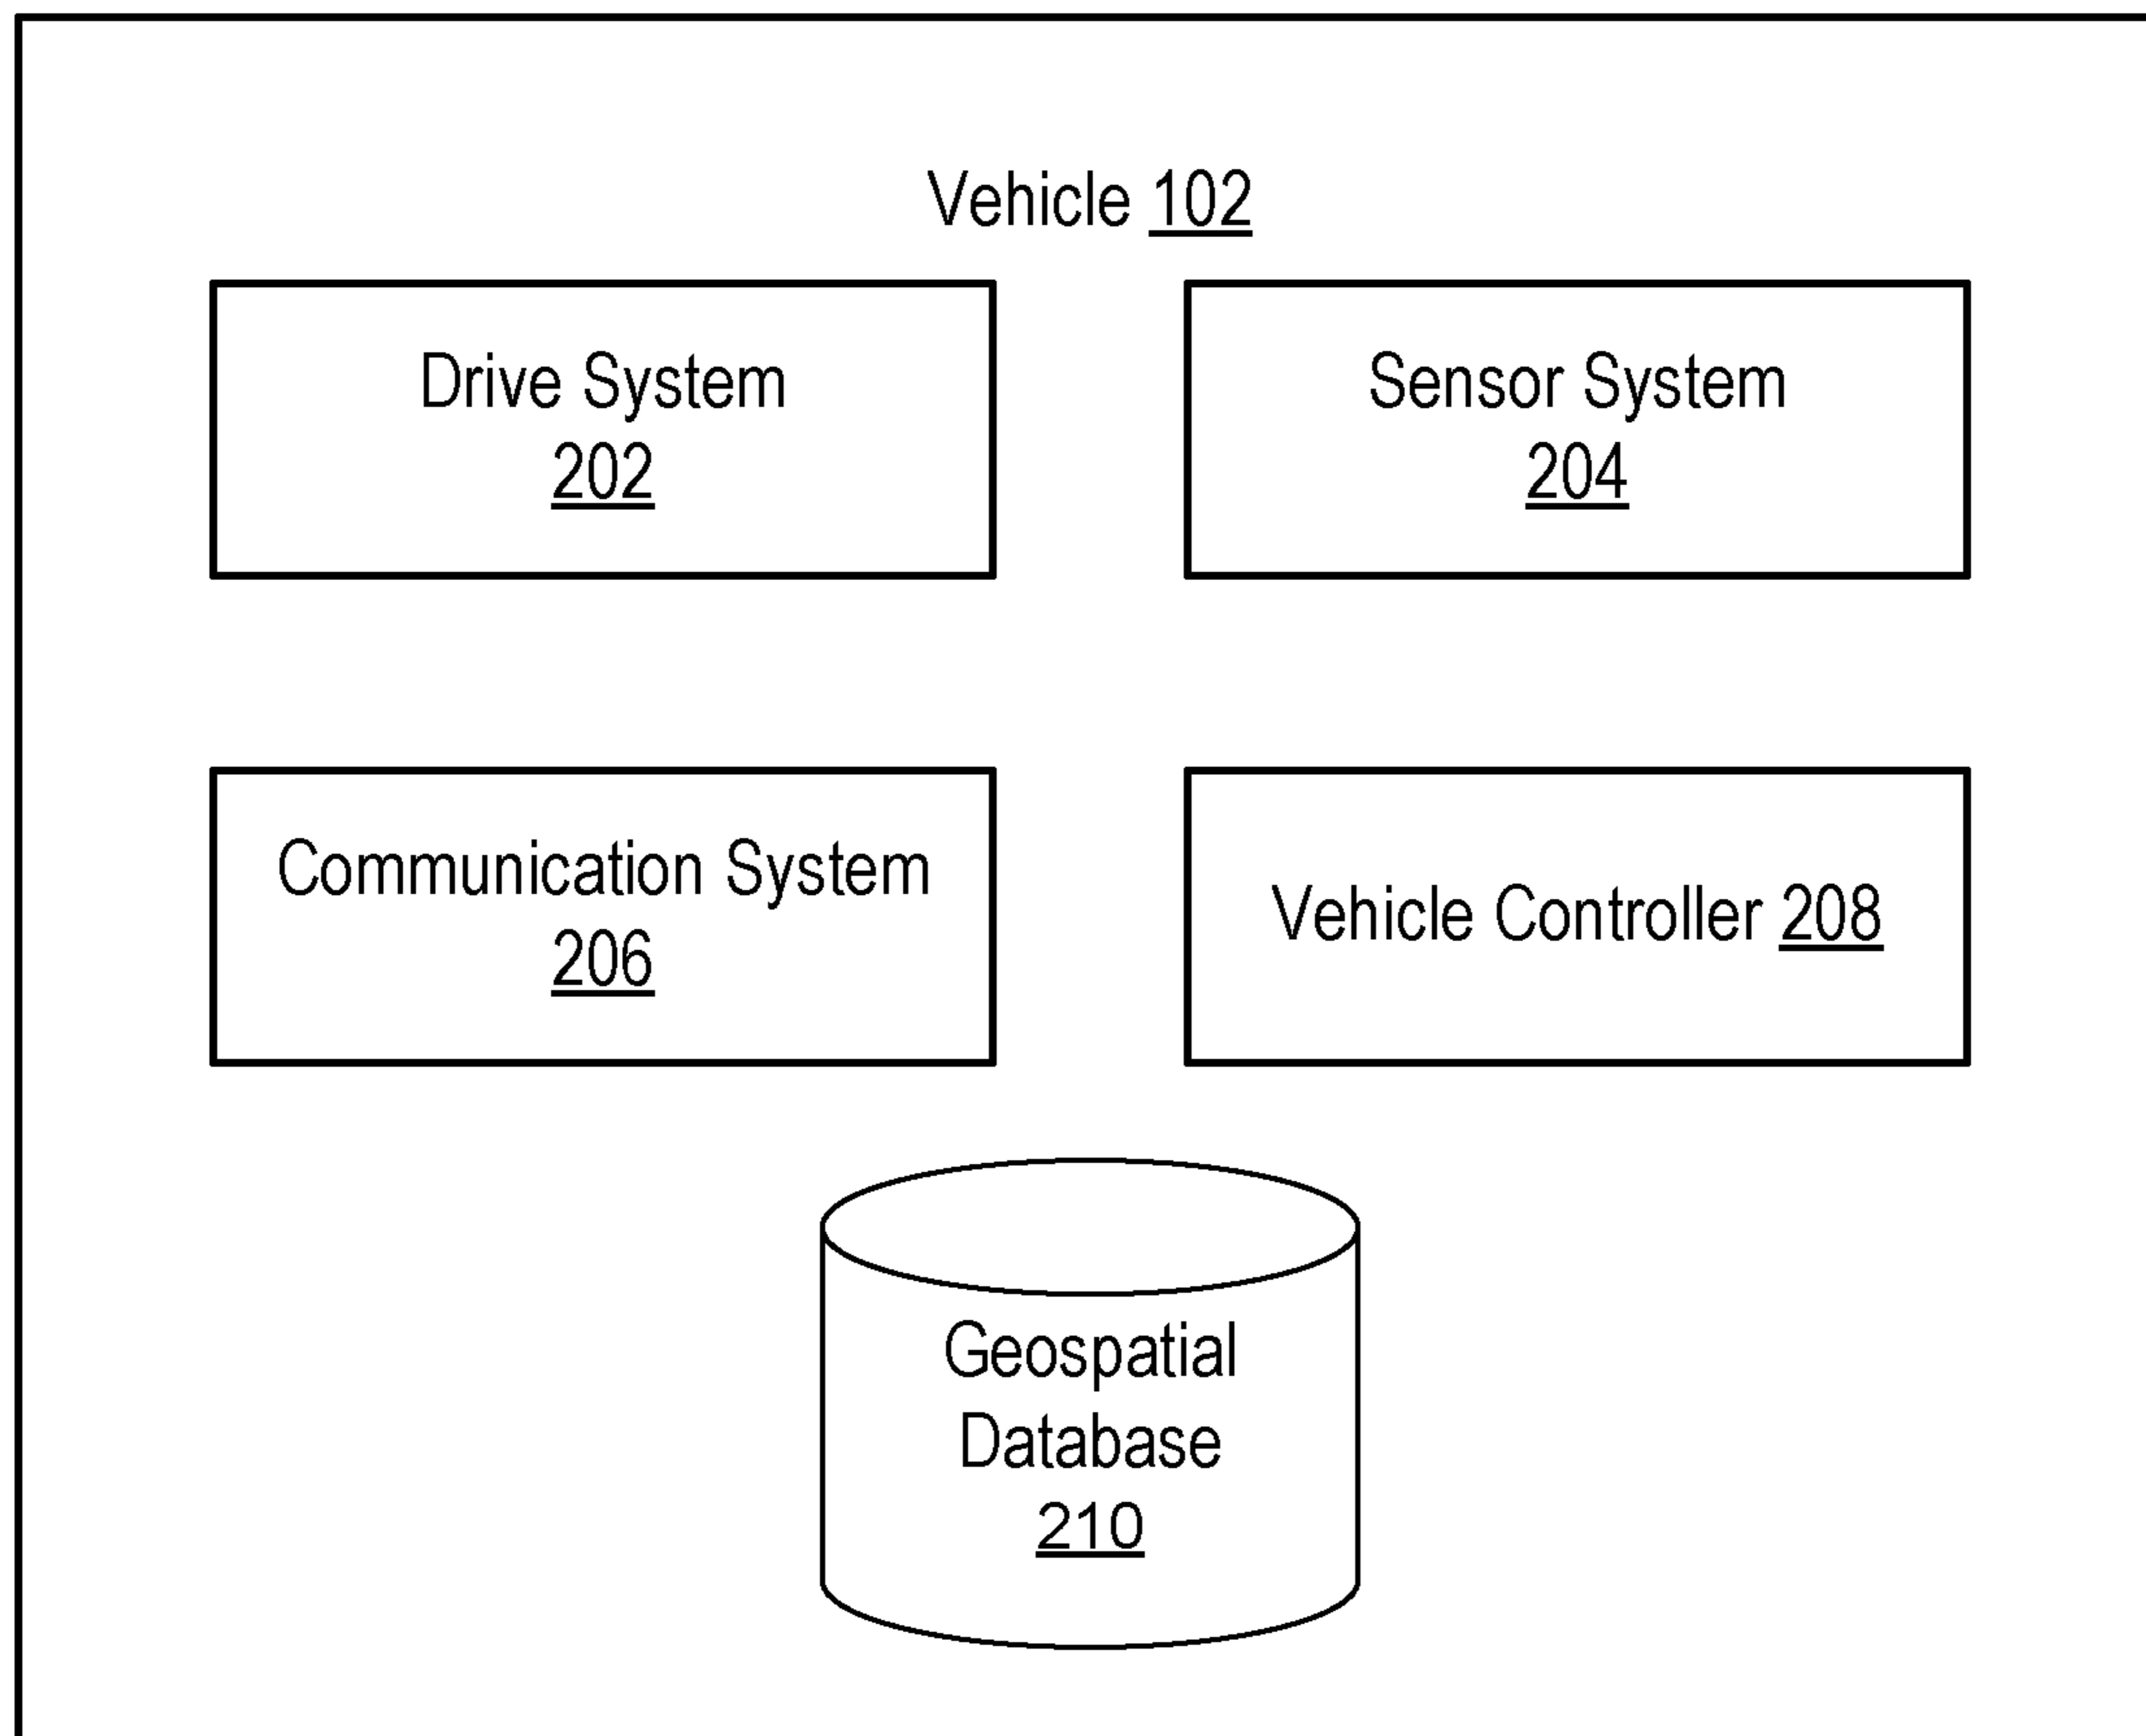 Vehicle 102
Drive System
202
Sensor System
204
Communication System
206
Vehicle Controller 208
Geospatial
Database
210